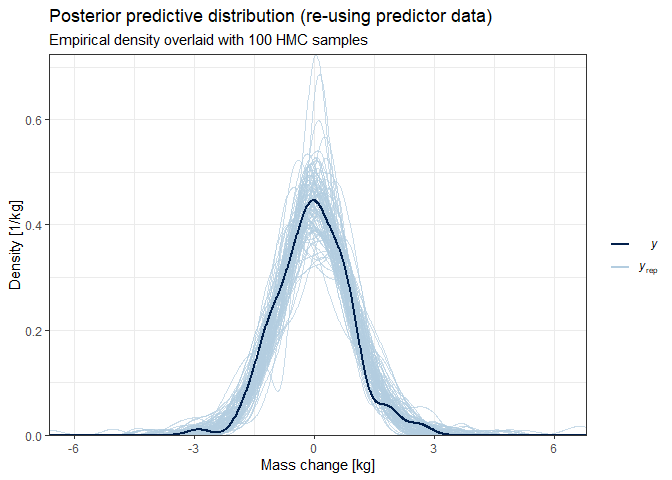 Posterior predictive distribution (re-using predictor data)
Empirical density overlaid with 100 HMC samples
Density [1/kg]
0.6
0.4
0.2
0.0
-6 -3 0 3 6
Mass change [kg]
y
y rep